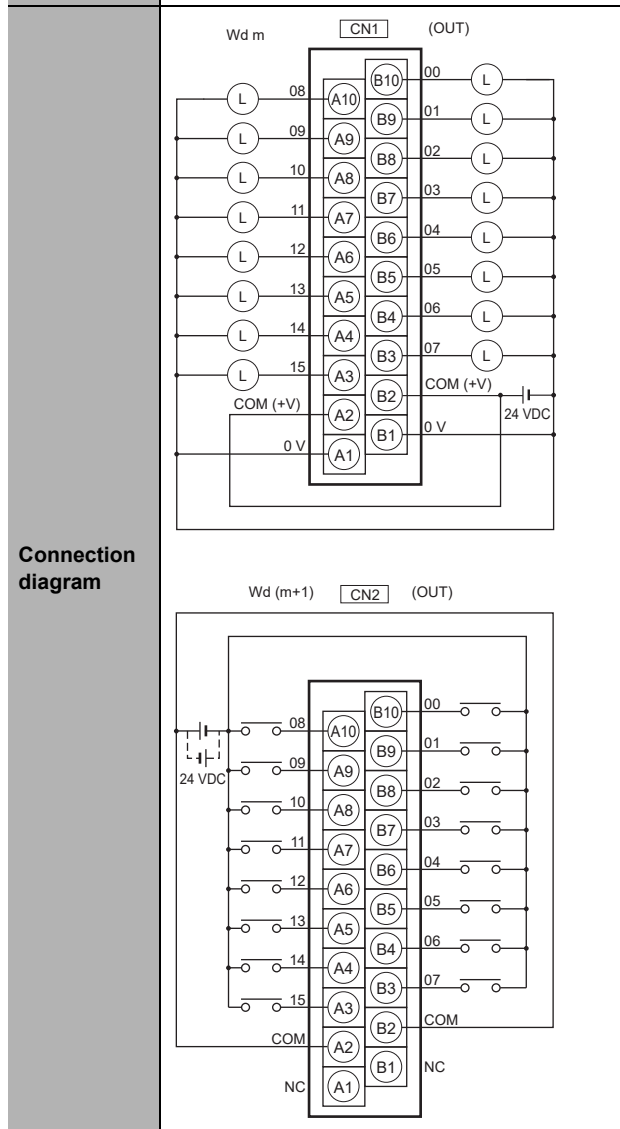 Connection
diagram
Wd m CN1 (OUT)
B10 00 L
L 08 A10
B9 01 L
L 09 A9
B8 02 L
L 10 A8
B7 03 L
L 11 A7
B6 04 L
L 12 A6
B5 05 L
L 13 A5
B4 06 L
L 14 A4
B3 07 L
L 15 A3
B2 COM (+V)
COM (+V) A2
24 VDC
B1 0 V
0 V A1
Wd (m+1) CN2 (OUT)
B10 00
08 A10
B9 01
24 VDC
09 A9
B8 02
10 A8
B7 03
11 A7
B6 04
12 A6
B5 05
13 A5
B4 06
14 A4
B3 07
15 A3
B2 COM
COM A2
B1 NC
NC A1